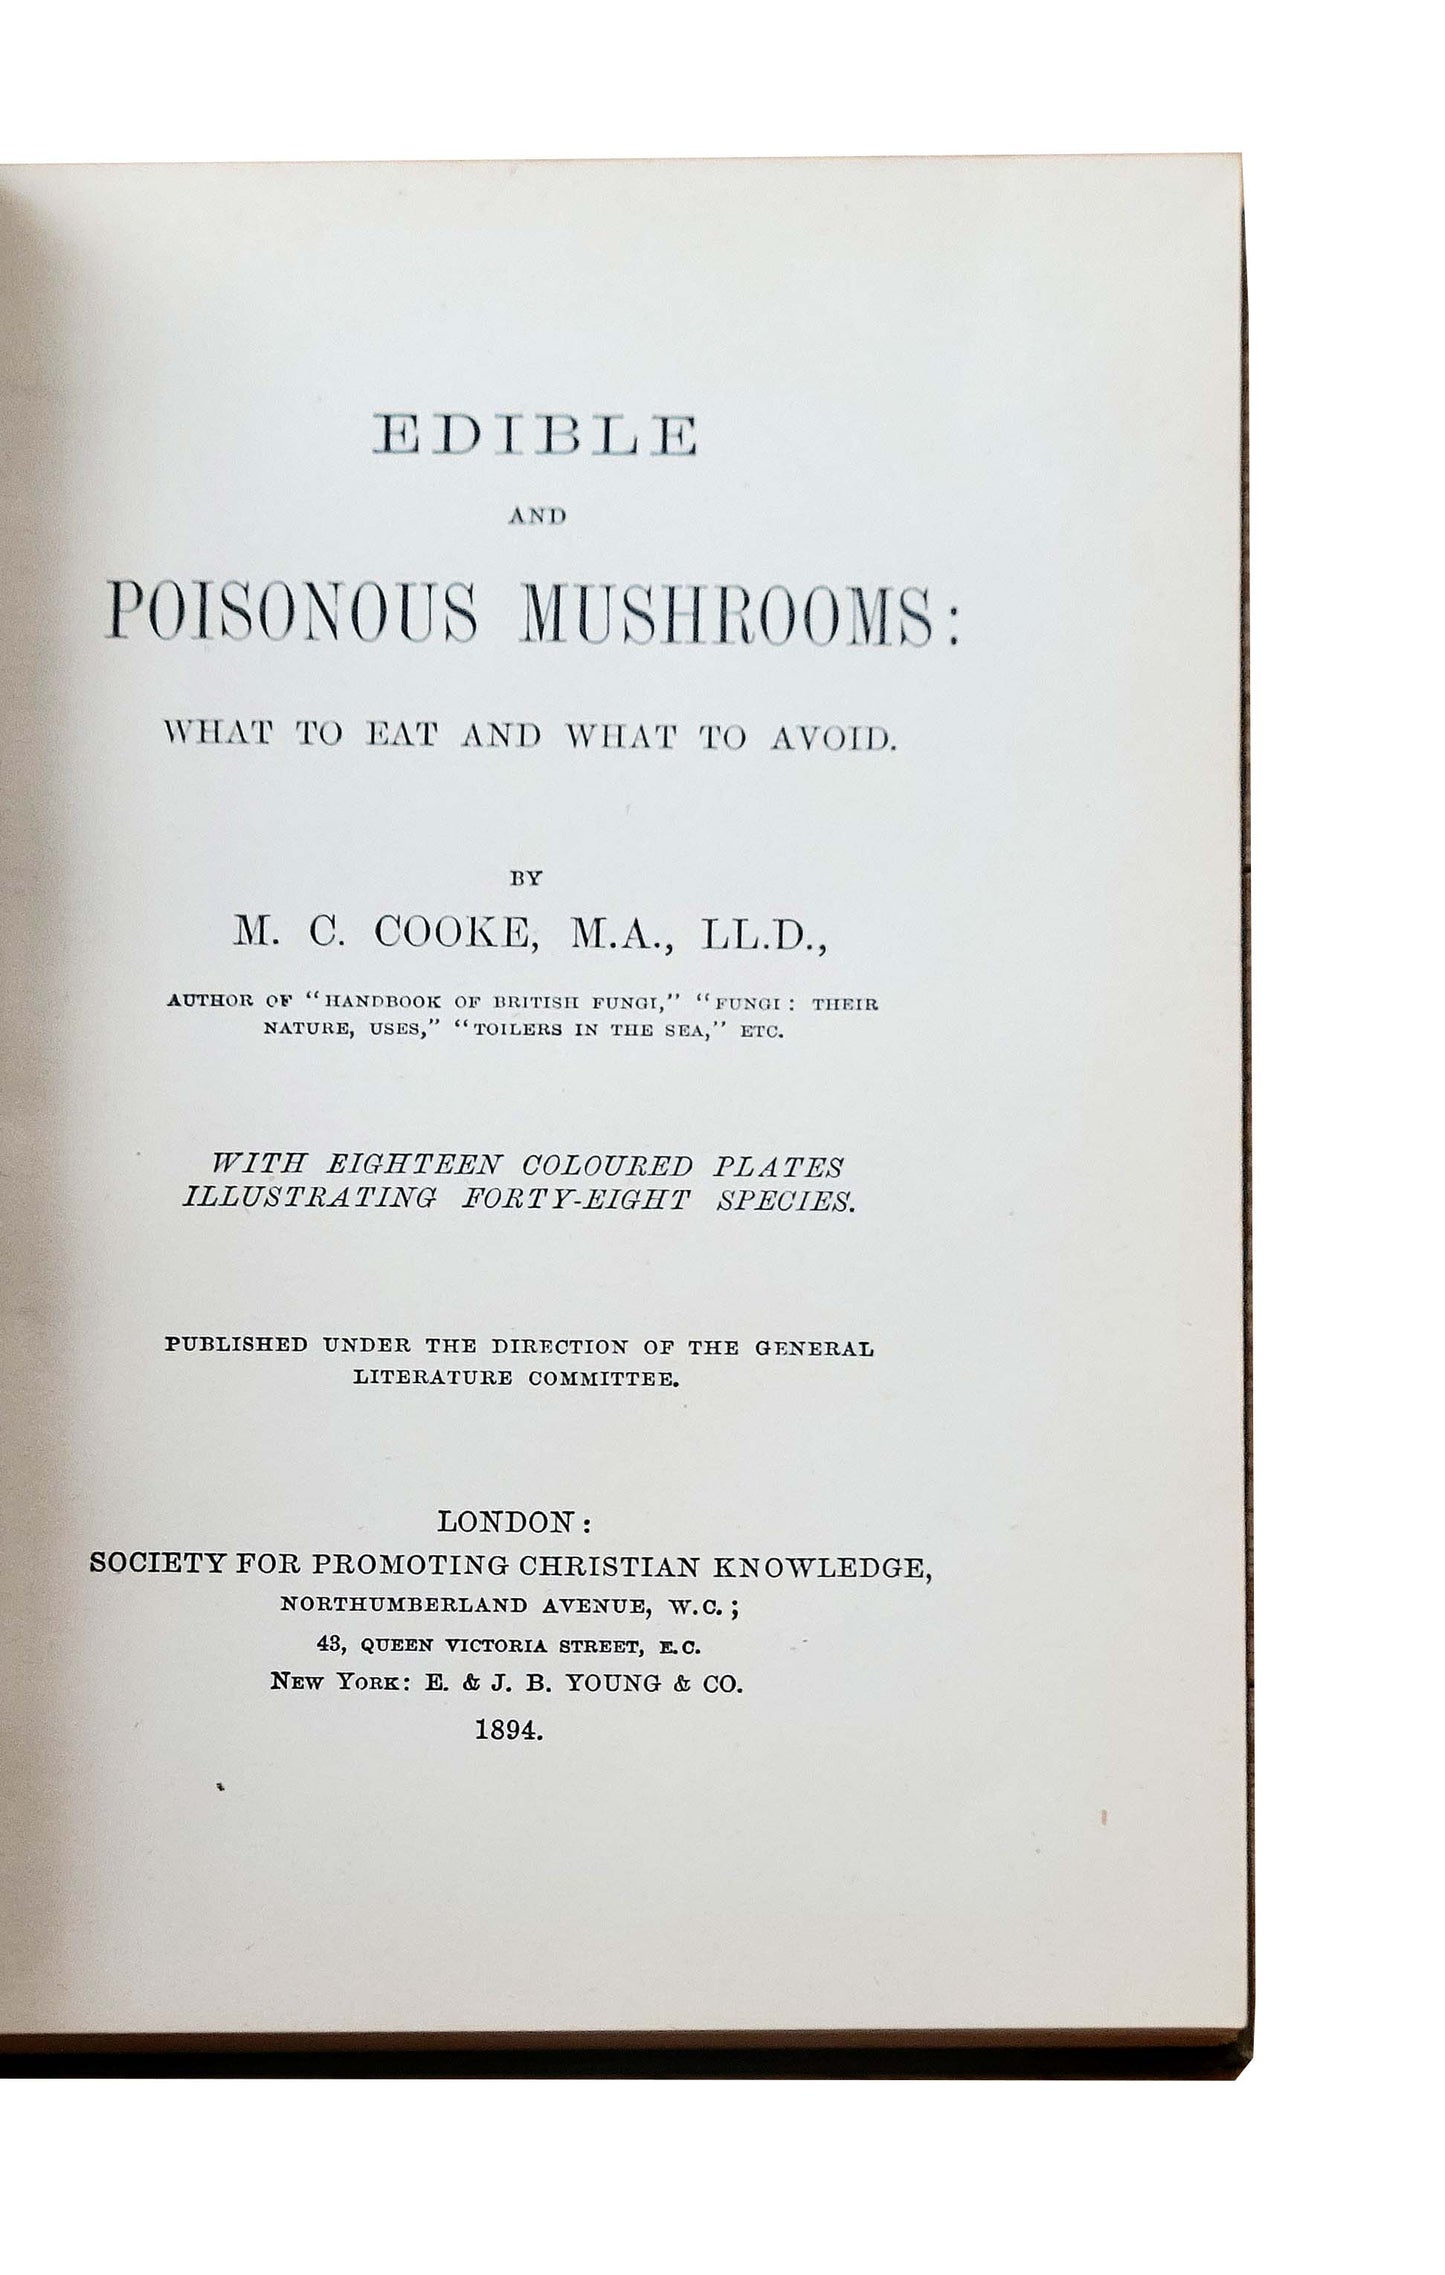 EDIBLE
AND
POISONOUS MUSHROOMS:
WHAT TO EAT AND WHAT TO AVOID.
BY
M. C. COOKE, M.A., LL.D.,
AUTHOR OF "HANDBOOK OF BRITISH FUNGI," "FUNGI: THEIR
NATURE, USES," "TOILERS IN THE SEA," ETC.
WITH EIGHTEEN COLOURED PLATES
ILLUSTRATING FORTY-EIGHT SPECIES.
PUBLISHED UNDER THE DIRECTION OF THE GENERAL
LITERATURE COMMITTEE.
LONDON:
SOCIETY FOR PROMOTING CHRISTIAN KNOWLEDGE,
NORTHUMBERLAND AVENUE, W.C.;
43, QUEEN VICTORIA STREET, E.C.
NEW YORK: E. & J. B. YOUNG & CO.
1894.